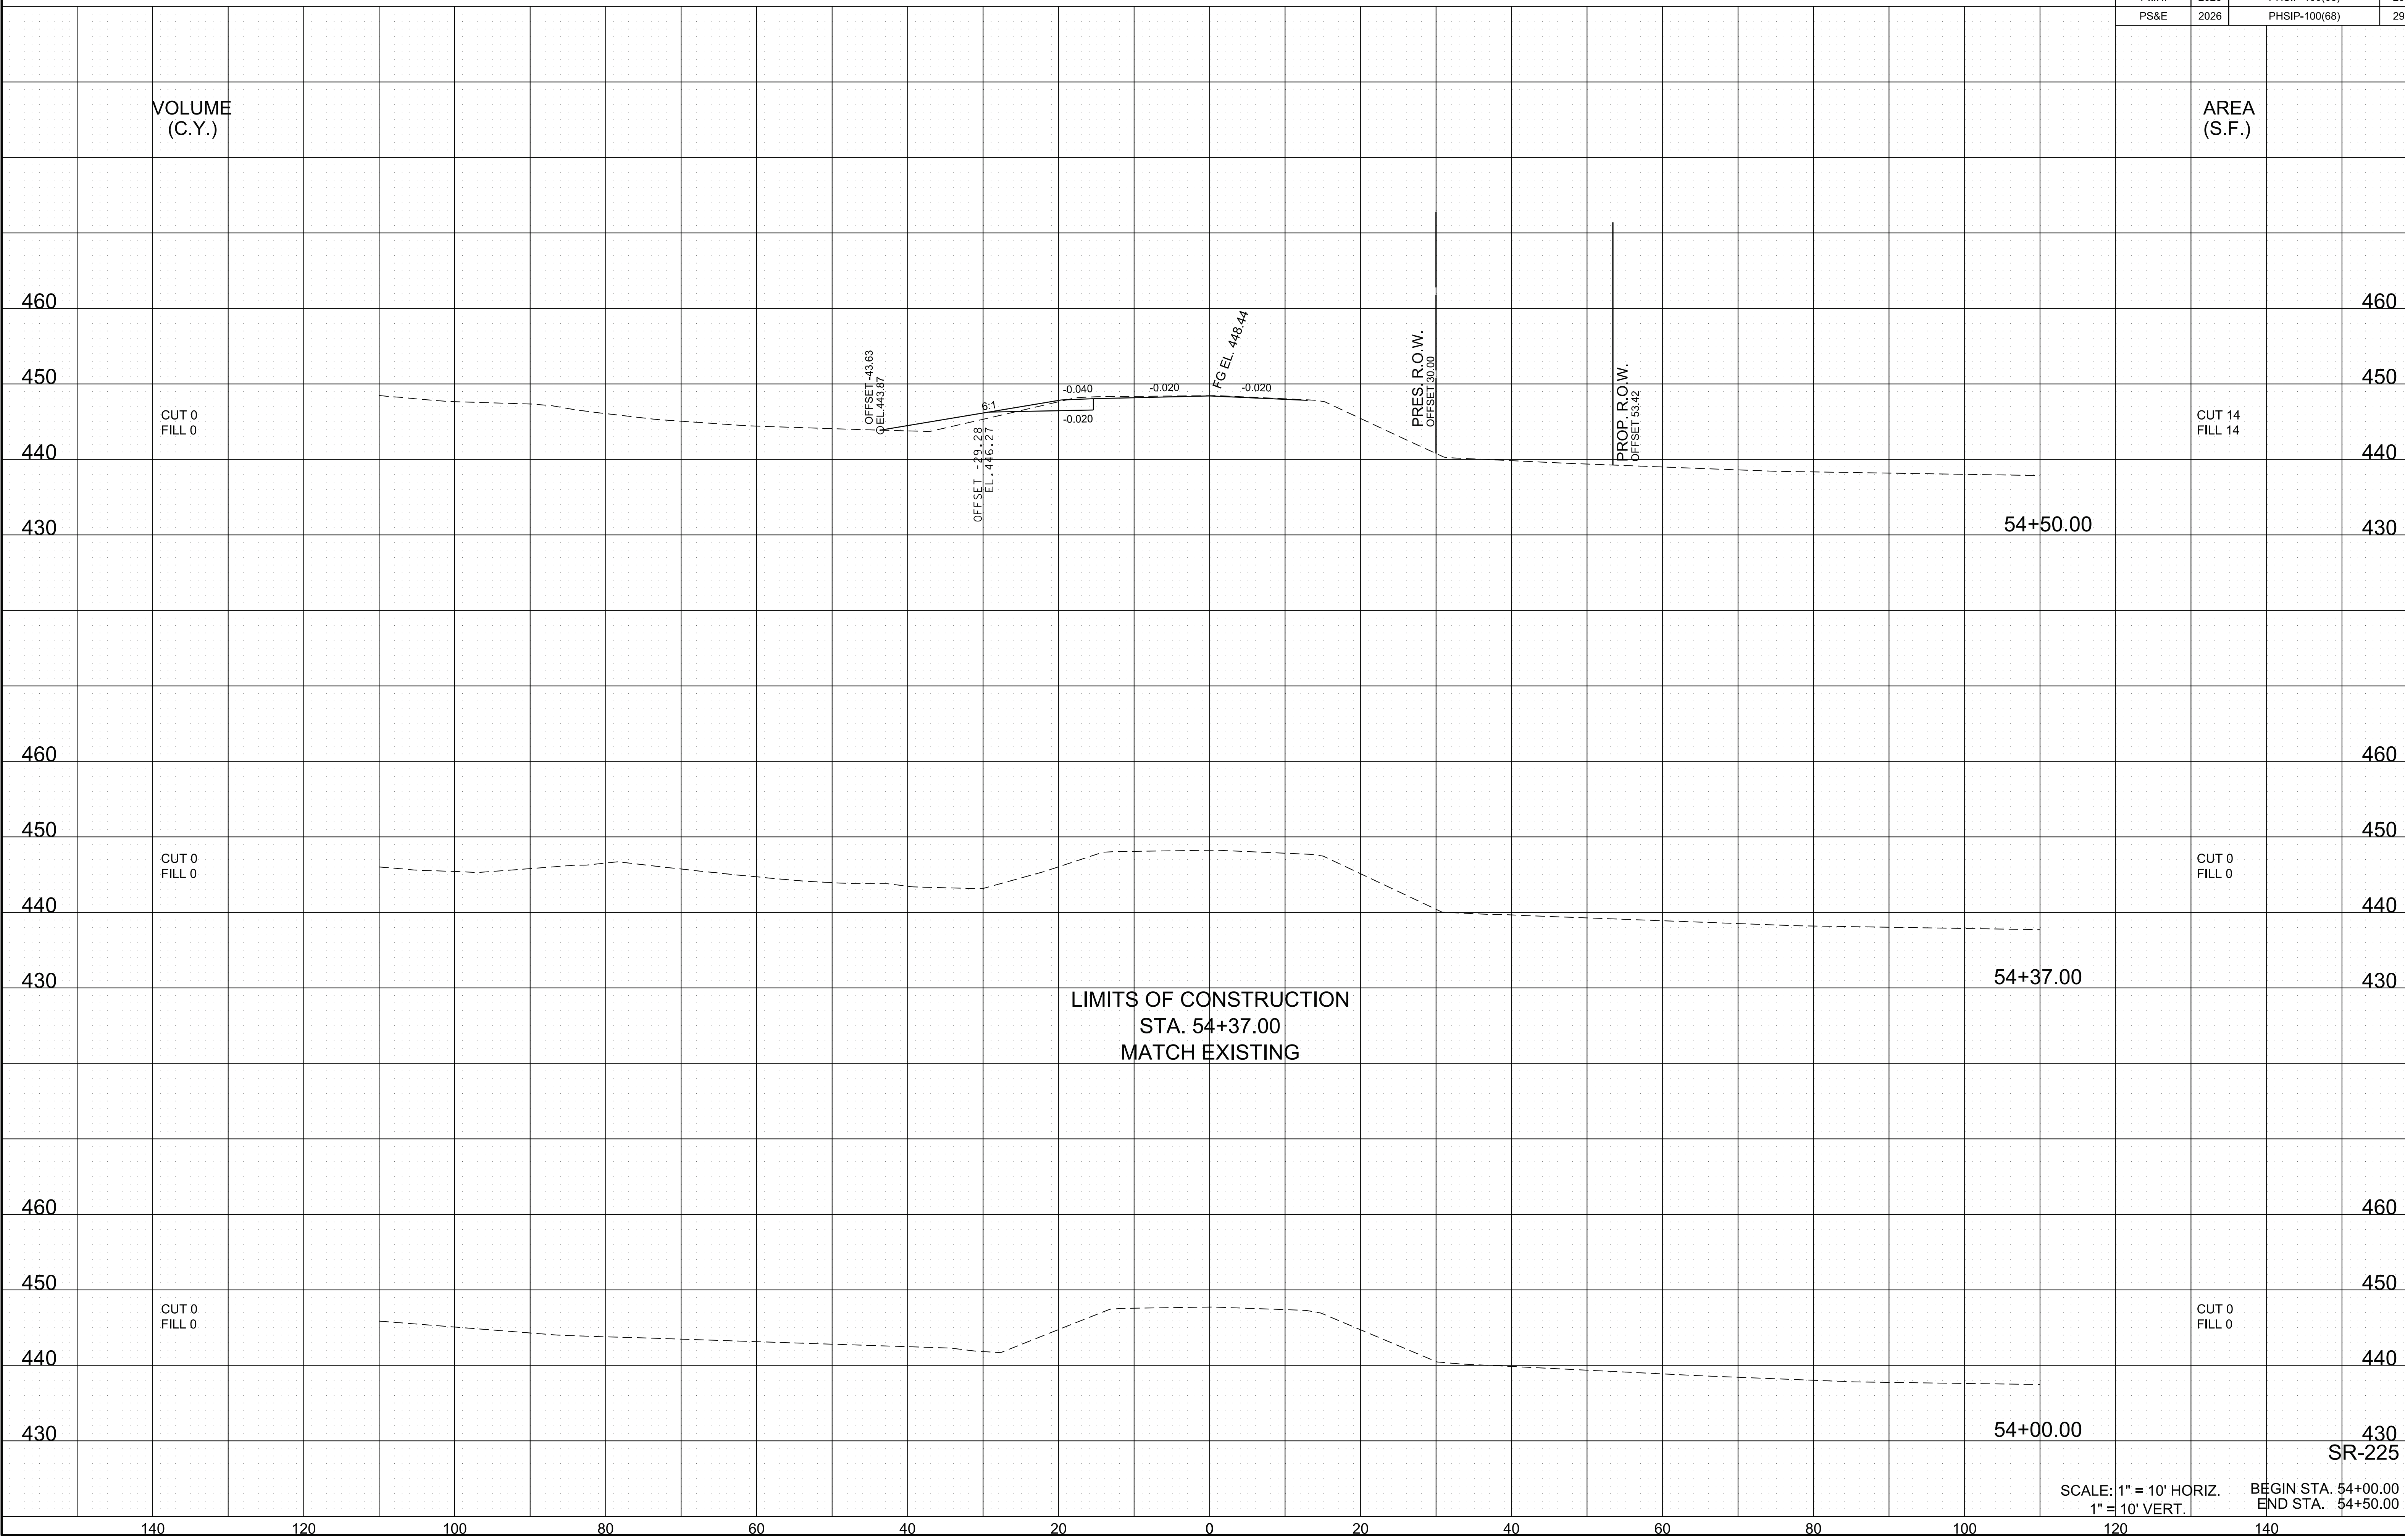 PS&E 2026 PHSIP-100(68) 29
VOLUME
(C.Y.)
AREA
(S.F.)
460 460
450 450
440 440
430 430
CUT 0
FILL 0
OFFSET -43.63
EL.443.87
6:1
OFFSET -29.28
EL.446.27
-0.040
-0.020
-0.020
-0.020
FG EL. 448.44
PRES. R.O.W.
OFFSET 30.00
PROP. R.O.W.
OFFSET 53.42
CUT 14
FILL 14
54+50.00
460 460
450 450
440 440
430 430
CUT 0
FILL 0
CUT 0
FILL 0
54+37.00
LIMITS OF CONSTRUCTION
STA. 54+37.00
MATCH EXISTING
460 460
450 450
440 440
430 430
CUT 0
FILL 0
CUT 0
FILL 0
54+00.00
SR-225
SCALE: 1" = 10' HORIZ.
1" = 10' VERT.
BEGIN STA. 54+00.00
END STA. 54+50.00
140 120 100 80 60 40 20 0 20 40 60 80 100 120 140